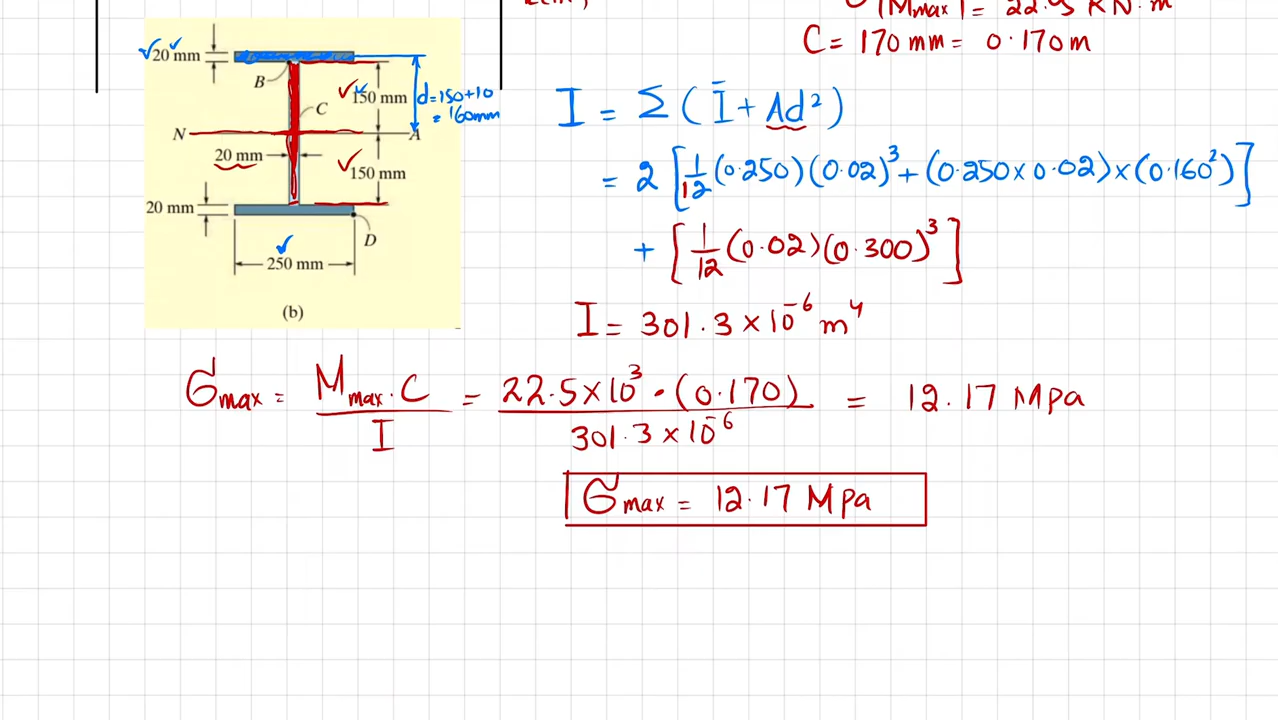 |Mmax| = 22.5 kN.m
C = 170 mm = 0.170 m
20 mm
B
150 mm
d = 150+10
= 160mm
C
N
A
20 mm
150 mm
20 mm
D
250 mm
(b)
I = Σ ( Ī + Ad² )
= 2 [ 1/12 (0.250) (0.02)³ + (0.250 × 0.02) × (0.160²) ]
+ [ 1/12 (0.02) (0.300)³ ]
I = 301.3 × 10⁻⁶ m⁴
σmax = Mmax . C / I = 22.5 × 10³ • (0.170) / 301.3 × 10⁻⁶ = 12.17 MPa
σmax = 12.17 MPa